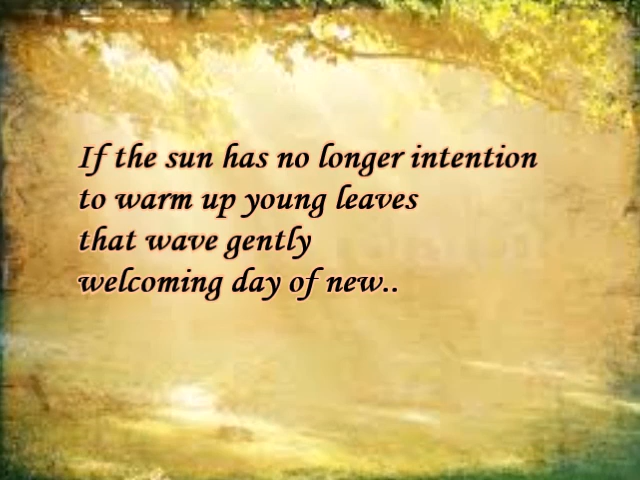 If the sun has no longer intention
to warm up young leaves
that wave gently
welcoming day of new..